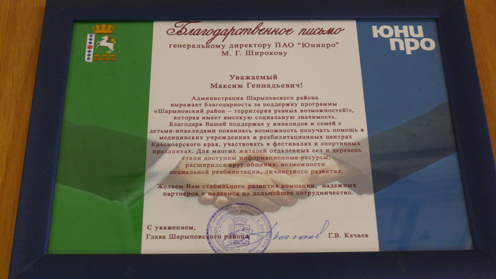 Благодарственное письмо
генеральному директору ПАО "Юнипро"
М. Г. Широкову
ЮНИ
ПРО
Уважаемый
Максим Геннадьевич!
Администрация Шарыповского района
выражает благодарность за поддержку программы
«Шарыповский район – территория равных возможностей!»,
которая имеет высокую социальную значимость.
Благодаря Вашей поддержке у инвалидов и семей с
детьми-инвалидами появилась возможность получать помощь в
медицинских учреждениях и реабилитационных центрах
Красноярского края, участвовать в фестивалях и спортивных
праздниках. Для многих жителей отдаленных сел и деревень
стали доступны информационные ресурсы,
расширился круг общения, возможности
социальной реабилитации, личностного развития.
Желаем Вам стабильного развития компании, надежных
партнеров и надеемся на дальнейшее сотрудничество.
С уважением,
Глава Шарыповского района Г.В. Качаев